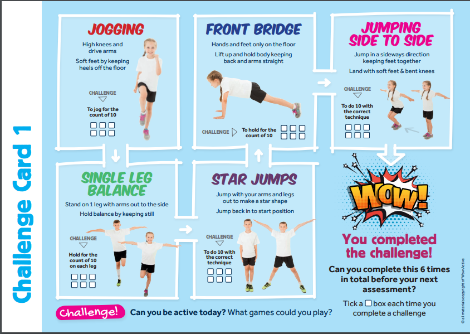 Challenge Card 1
JOGGING
High knees and
drive arms
Soft feet by keeping
heels off the floor
CHALLENGE
To jog for the
count of 10
FRONT BRIDGE
Hands and feet only on the floor
Lift up and hold body keeping
back and arms straight
CHALLENGE
To hold for the
count of 10
JUMPING
SIDE TO SIDE
Jump in a sideways direction
keeping feet together
Land with soft feet & bent knees
CHALLENGE
To do 10 with
the correct
technique
SINGLE LEG
BALANCE
Stand on 1 leg with arms out to the side
Hold balance by keeping still
CHALLENGE
Hold for the
count of 10
on each leg
STAR JUMPS
Jump with your arms and legs
out to make a star shape
Jump back in to start position
CHALLENGE
To do 10 with
the correct
technique
WOW!
You completed
the challenge!
Can you complete this 6 times
in total before your next
assessment?
Tick a box each time you
complete a challenge
Challenge! Can you be active today? What games could you play?